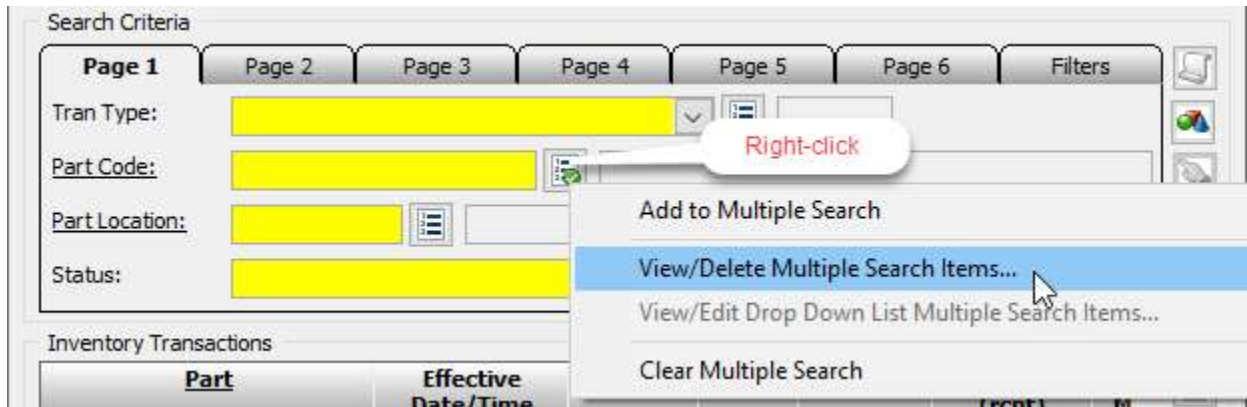 Search Criteria
Page 1 Page 2 Page 3 Page 4 Page 5 Page 6 Filters
Tran Type:
Right-click
Part Code:
Add to Multiple Search
Part Location:
View/Delete Multiple Search Items...
Status:
View/Edit Drop Down List Multiple Search Items...
Inventory Transactions
Clear Multiple Search
Part Effective
Date/Time (rcpt) M